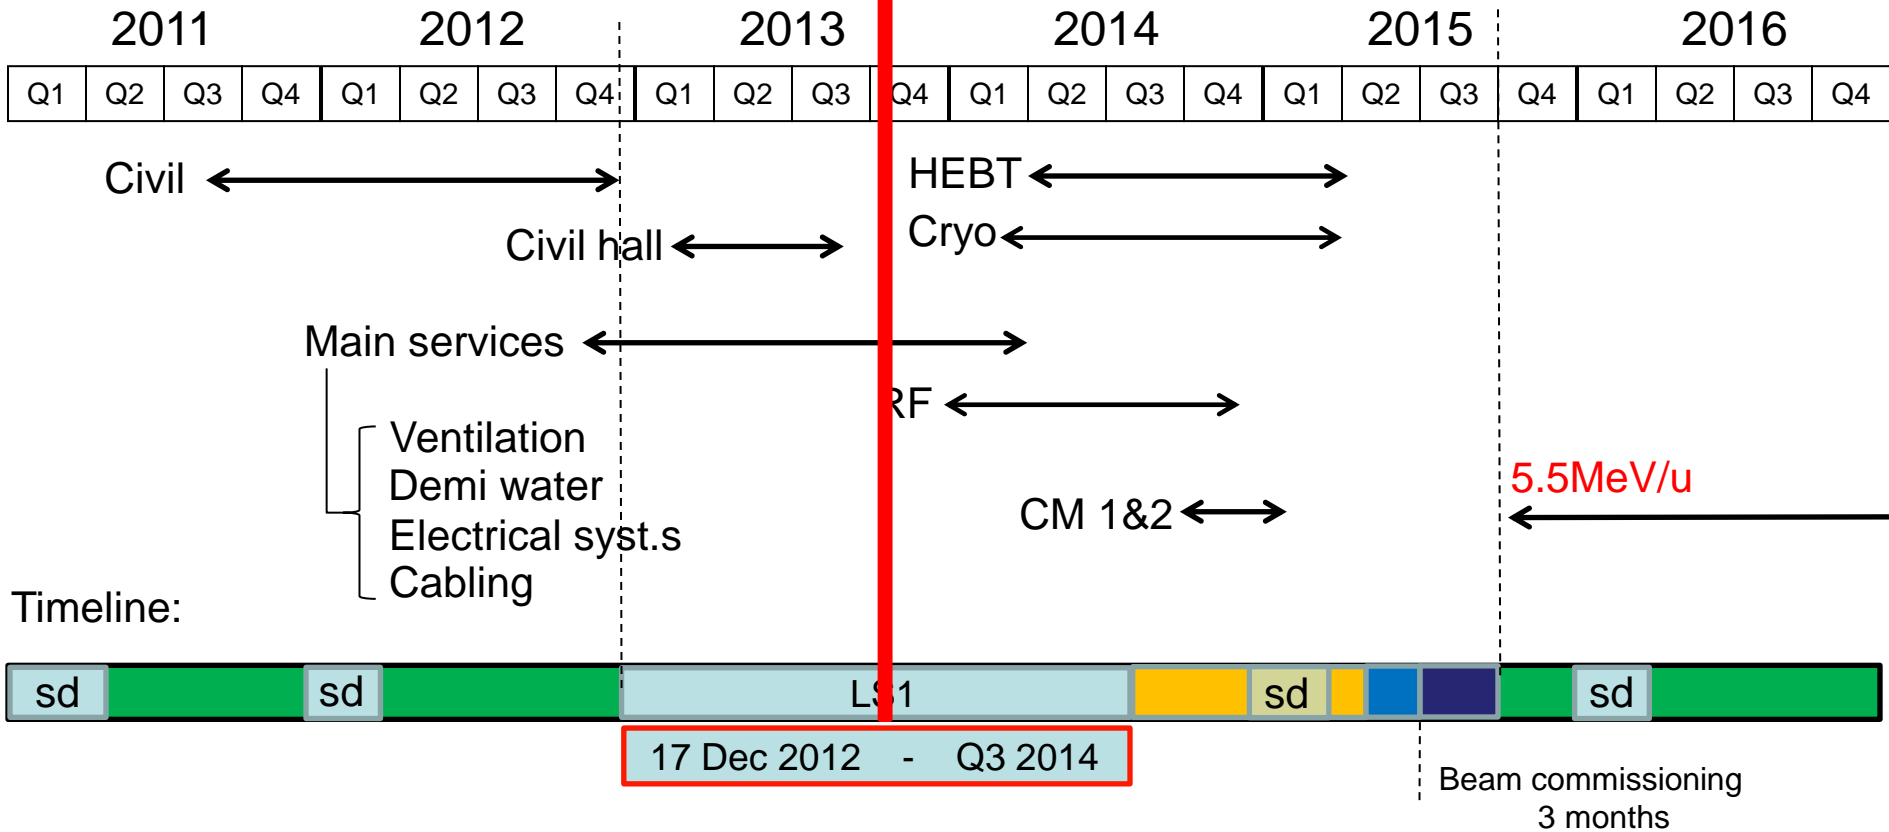 2011 2012 2013 2014 2015 2016
Q1 Q2 Q3 Q4 Q1 Q2 Q3 Q4 Q1 Q2 Q3 Q4 Q1 Q2 Q3 Q4 Q1 Q2 Q3 Q4 Q1 Q2 Q3 Q4
Civil
HEBT
Civil hall
Cryo
Main services
RF
Ventilation
Demi water
Electrical syst.s
Cabling
CM 1&2
5.5MeV/u
Timeline:
sd sd LS1 sd sd
17 Dec 2012 - Q3 2014
Beam commissioning
3 months